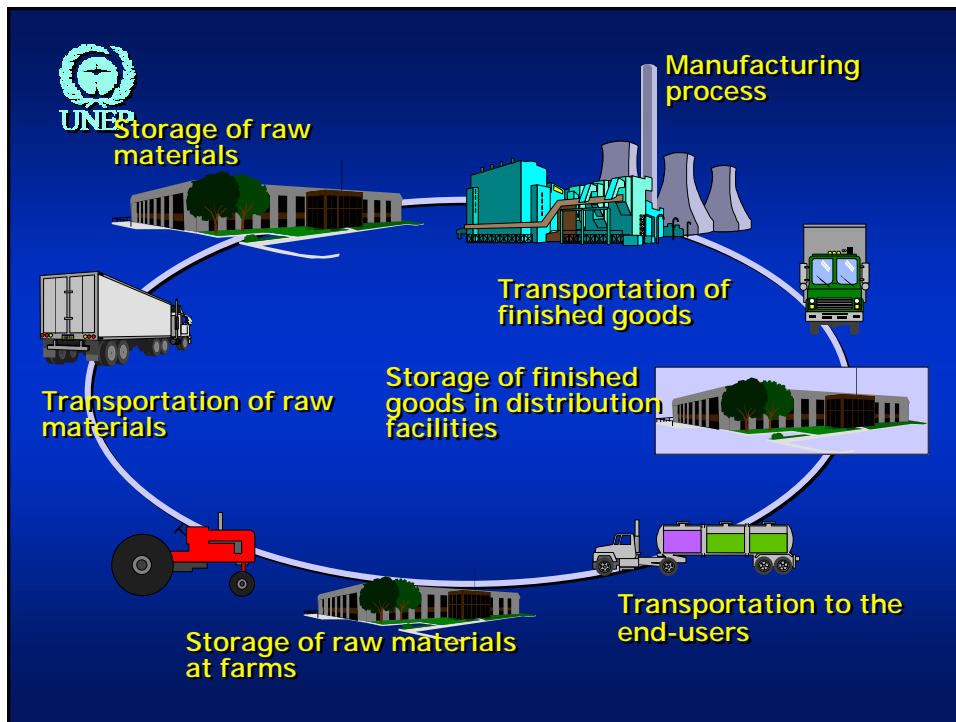 UNEP
Storage of raw
materials
Manufacturing
process
Transportation of
finished goods
Storage of finished
goods in distribution
facilities
Transportation of raw
materials
Transportation to the
end-users
Storage of raw materials
at farms